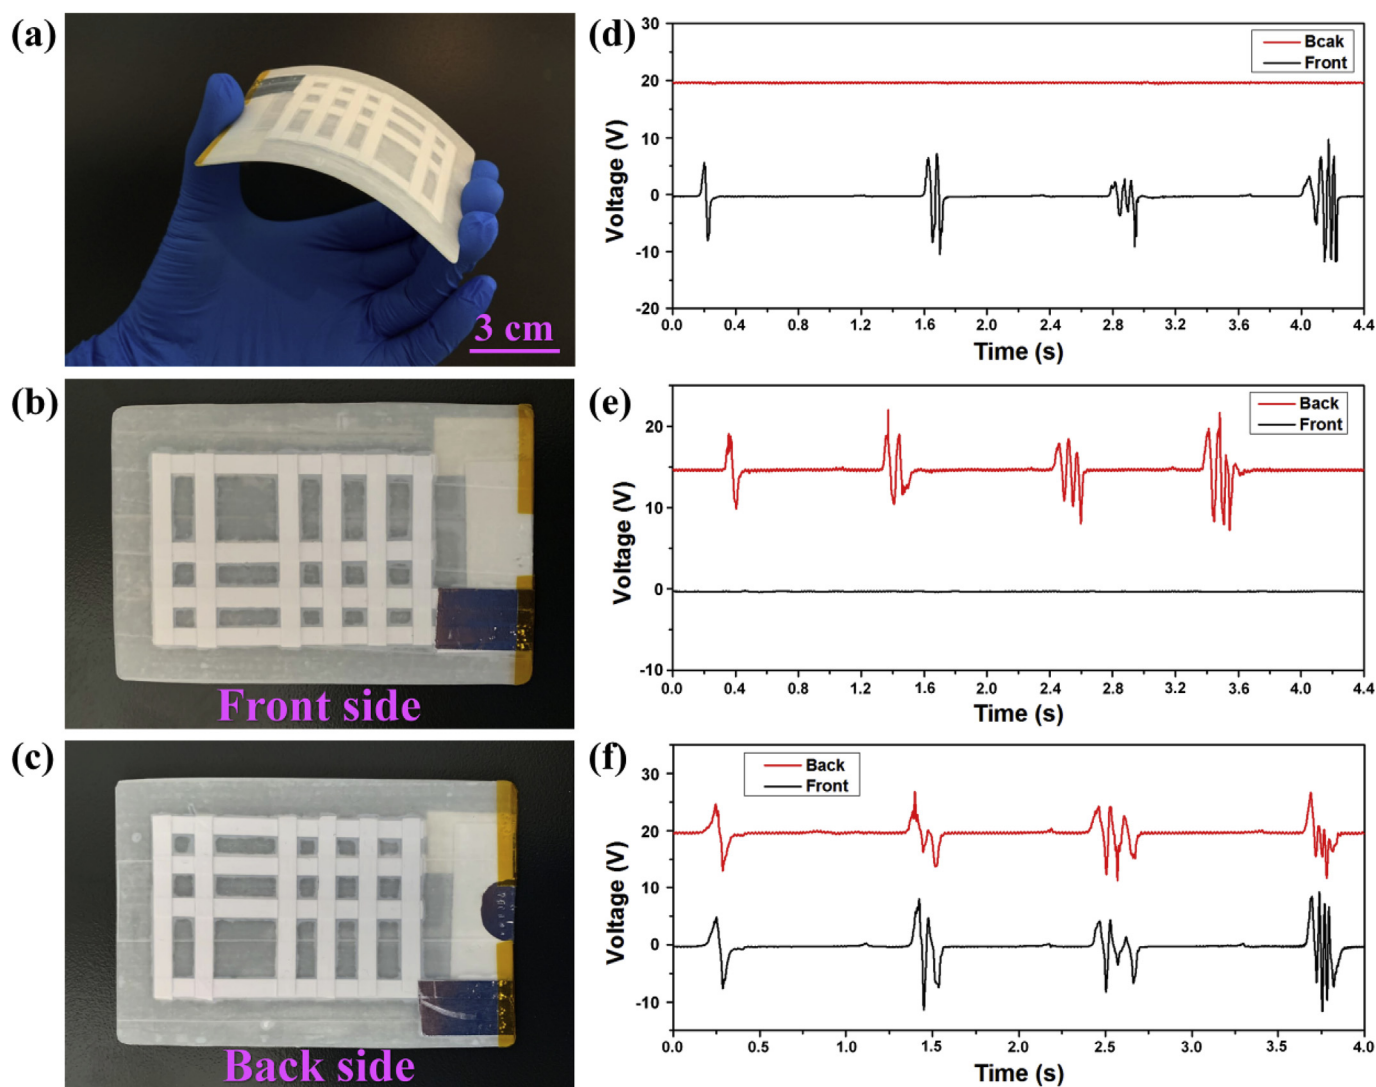 (a)
3 cm
(b)
Front side
(c)
Back side
(d)
Bcak
Front
30
20
10
0
-10
-20
Voltage (V)
0.0 0.4 0.8 1.2 1.6 2.0 2.4 2.8 3.2 3.6 4.0 4.4
Time (s)
(e)
Back
Front
20
10
0
-10
Voltage (V)
0.0 0.4 0.8 1.2 1.6 2.0 2.4 2.8 3.2 3.6 4.0 4.4
Time (s)
(f)
Back
Front
30
20
10
0
-10
Voltage (V)
0.0 0.5 1.0 1.5 2.0 2.5 3.0 3.5 4.0
Time (s)